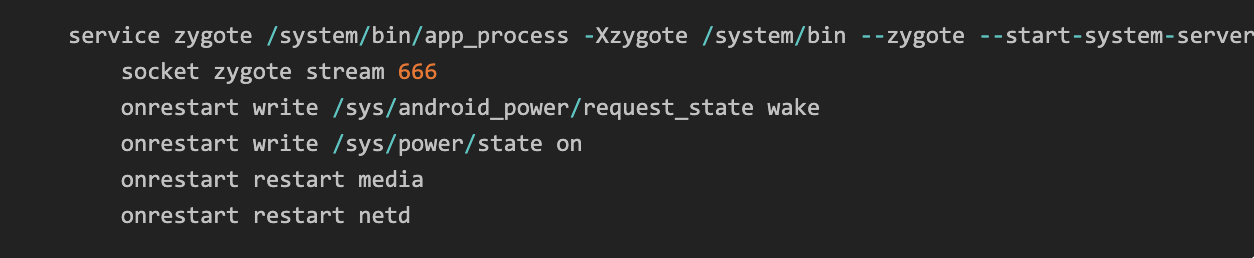 service zygote /system/bin/app_process -Xzygote /system/bin --zygote --start-system-server
socket zygote stream 666
onrestart write /sys/android_power/request_state wake
onrestart write /sys/power/state on
onrestart restart media
onrestart restart netd